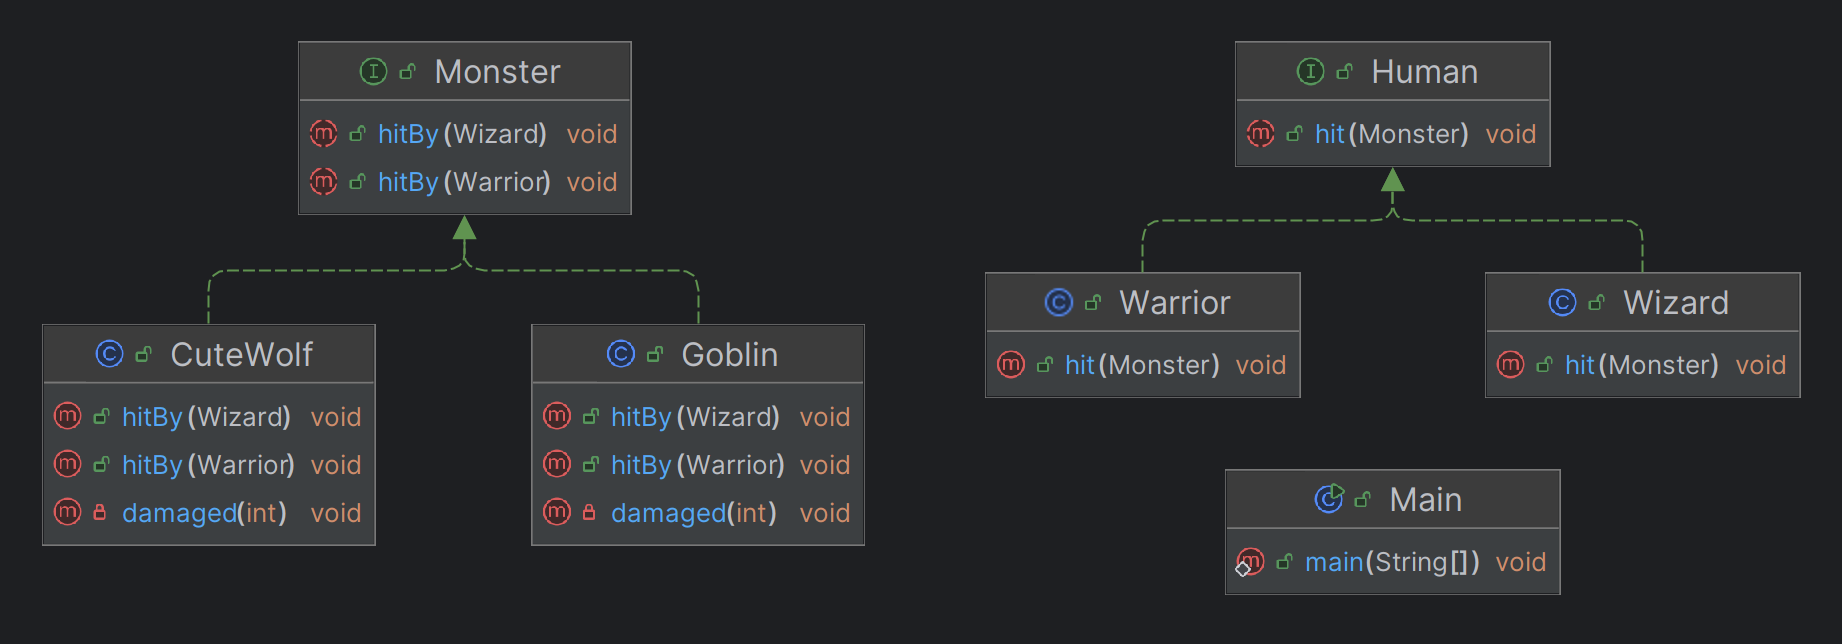 Monster
hitBy(Wizard) void
hitBy(Warrior) void
Human
hit(Monster) void
CuteWolf
hitBy(Wizard) void
hitBy(Warrior) void
damaged(int) void
Goblin
hitBy(Wizard) void
hitBy(Warrior) void
damaged(int) void
Warrior
hit(Monster) void
Wizard
hit(Monster) void
Main
main(String[]) void